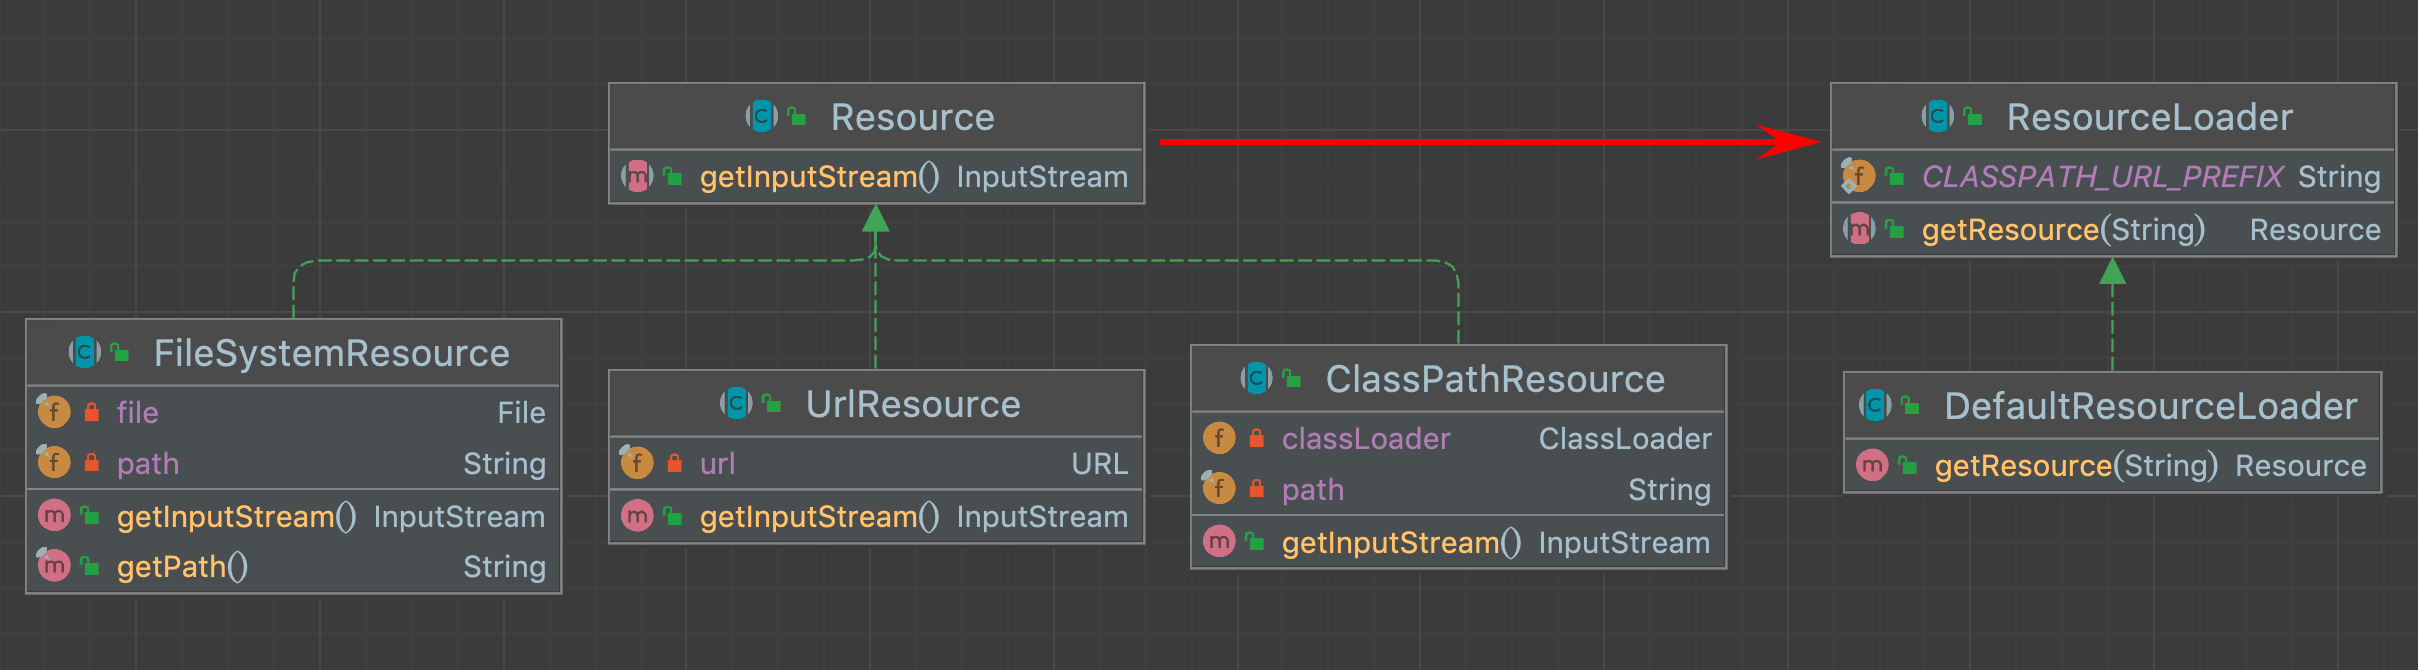 Resource
getInputStream() InputStream
ResourceLoader
CLASSPATH_URL_PREFIX String
getResource(String) Resource
FileSystemResource
file File
path String
getInputStream() InputStream
getPath() String
UrlResource
url URL
getInputStream() InputStream
ClassPathResource
classLoader ClassLoader
path String
getInputStream() InputStream
DefaultResourceLoader
getResource(String) Resource